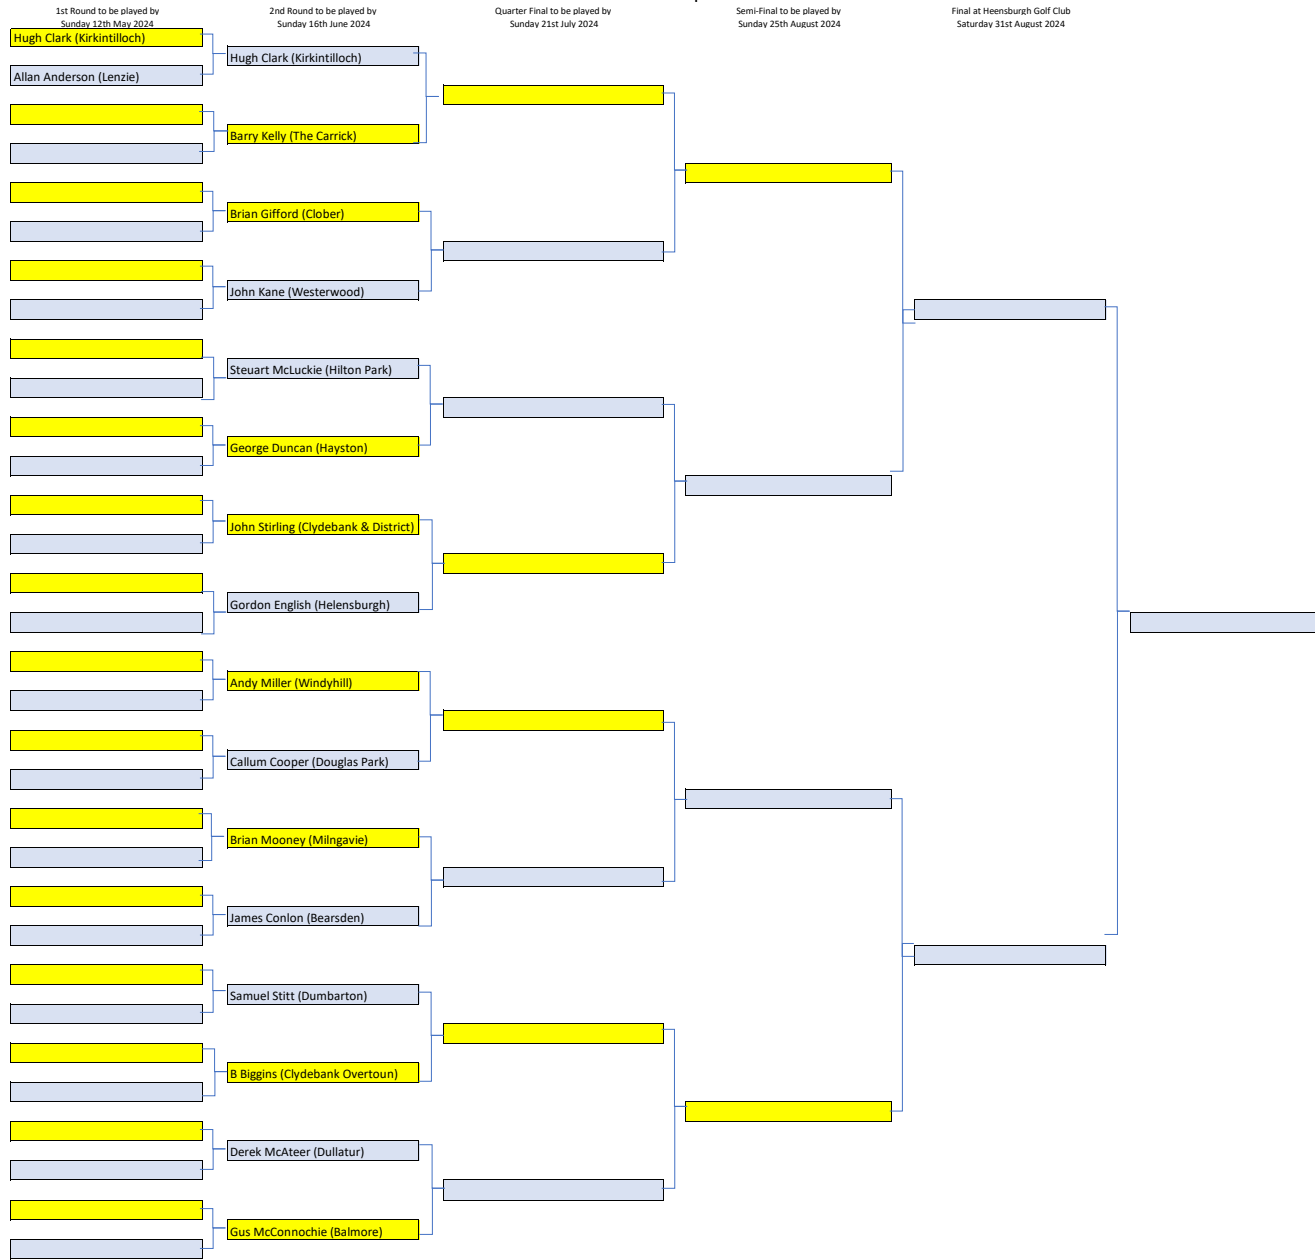 1st Round to be played by
Sunday 12th May 2024
2nd Round to be played by
Sunday 16th June 2024
Quarter Final to be played by
Sunday 21st July 2024
Semi-Final to be played by
Sunday 25th August 2024
Final at Heensburgh Golf Club
Saturday 31st August 2024
Hugh Clark (Kirkintilloch)
Allan Anderson (Lenzie)
Hugh Clark (Kirkintilloch)
Barry Kelly (The Carrick)
Brian Gifford (Clober)
John Kane (Westerwood)
Steuart McLuckie (Hilton Park)
George Duncan (Hayston)
John Stirling (Clydebank & District)
Gordon English (Helensburgh)
Andy Miller (Windyhill)
Callum Cooper (Douglas Park)
Brian Mooney (Milngavie)
James Conlon (Bearsden)
Samuel Stitt (Dumbarton)
B Biggins (Clydebank Overtoun)
Derek McAteer (Dullatur)
Gus McConnochie (Balmore)